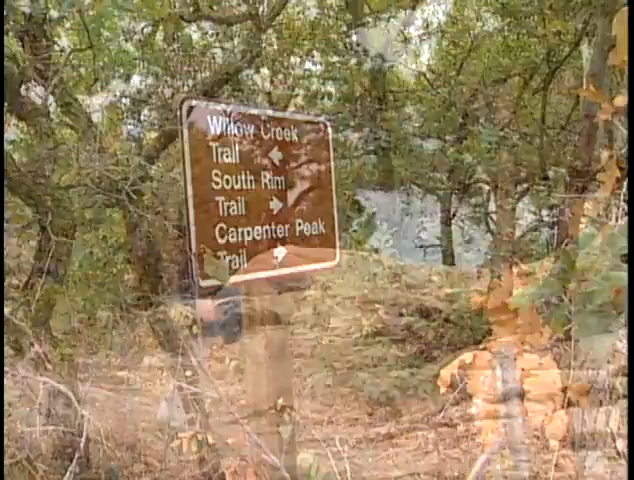 Willow Creek
Trail ←
South Rim
Trail →
Carpenter Peak
Trail →